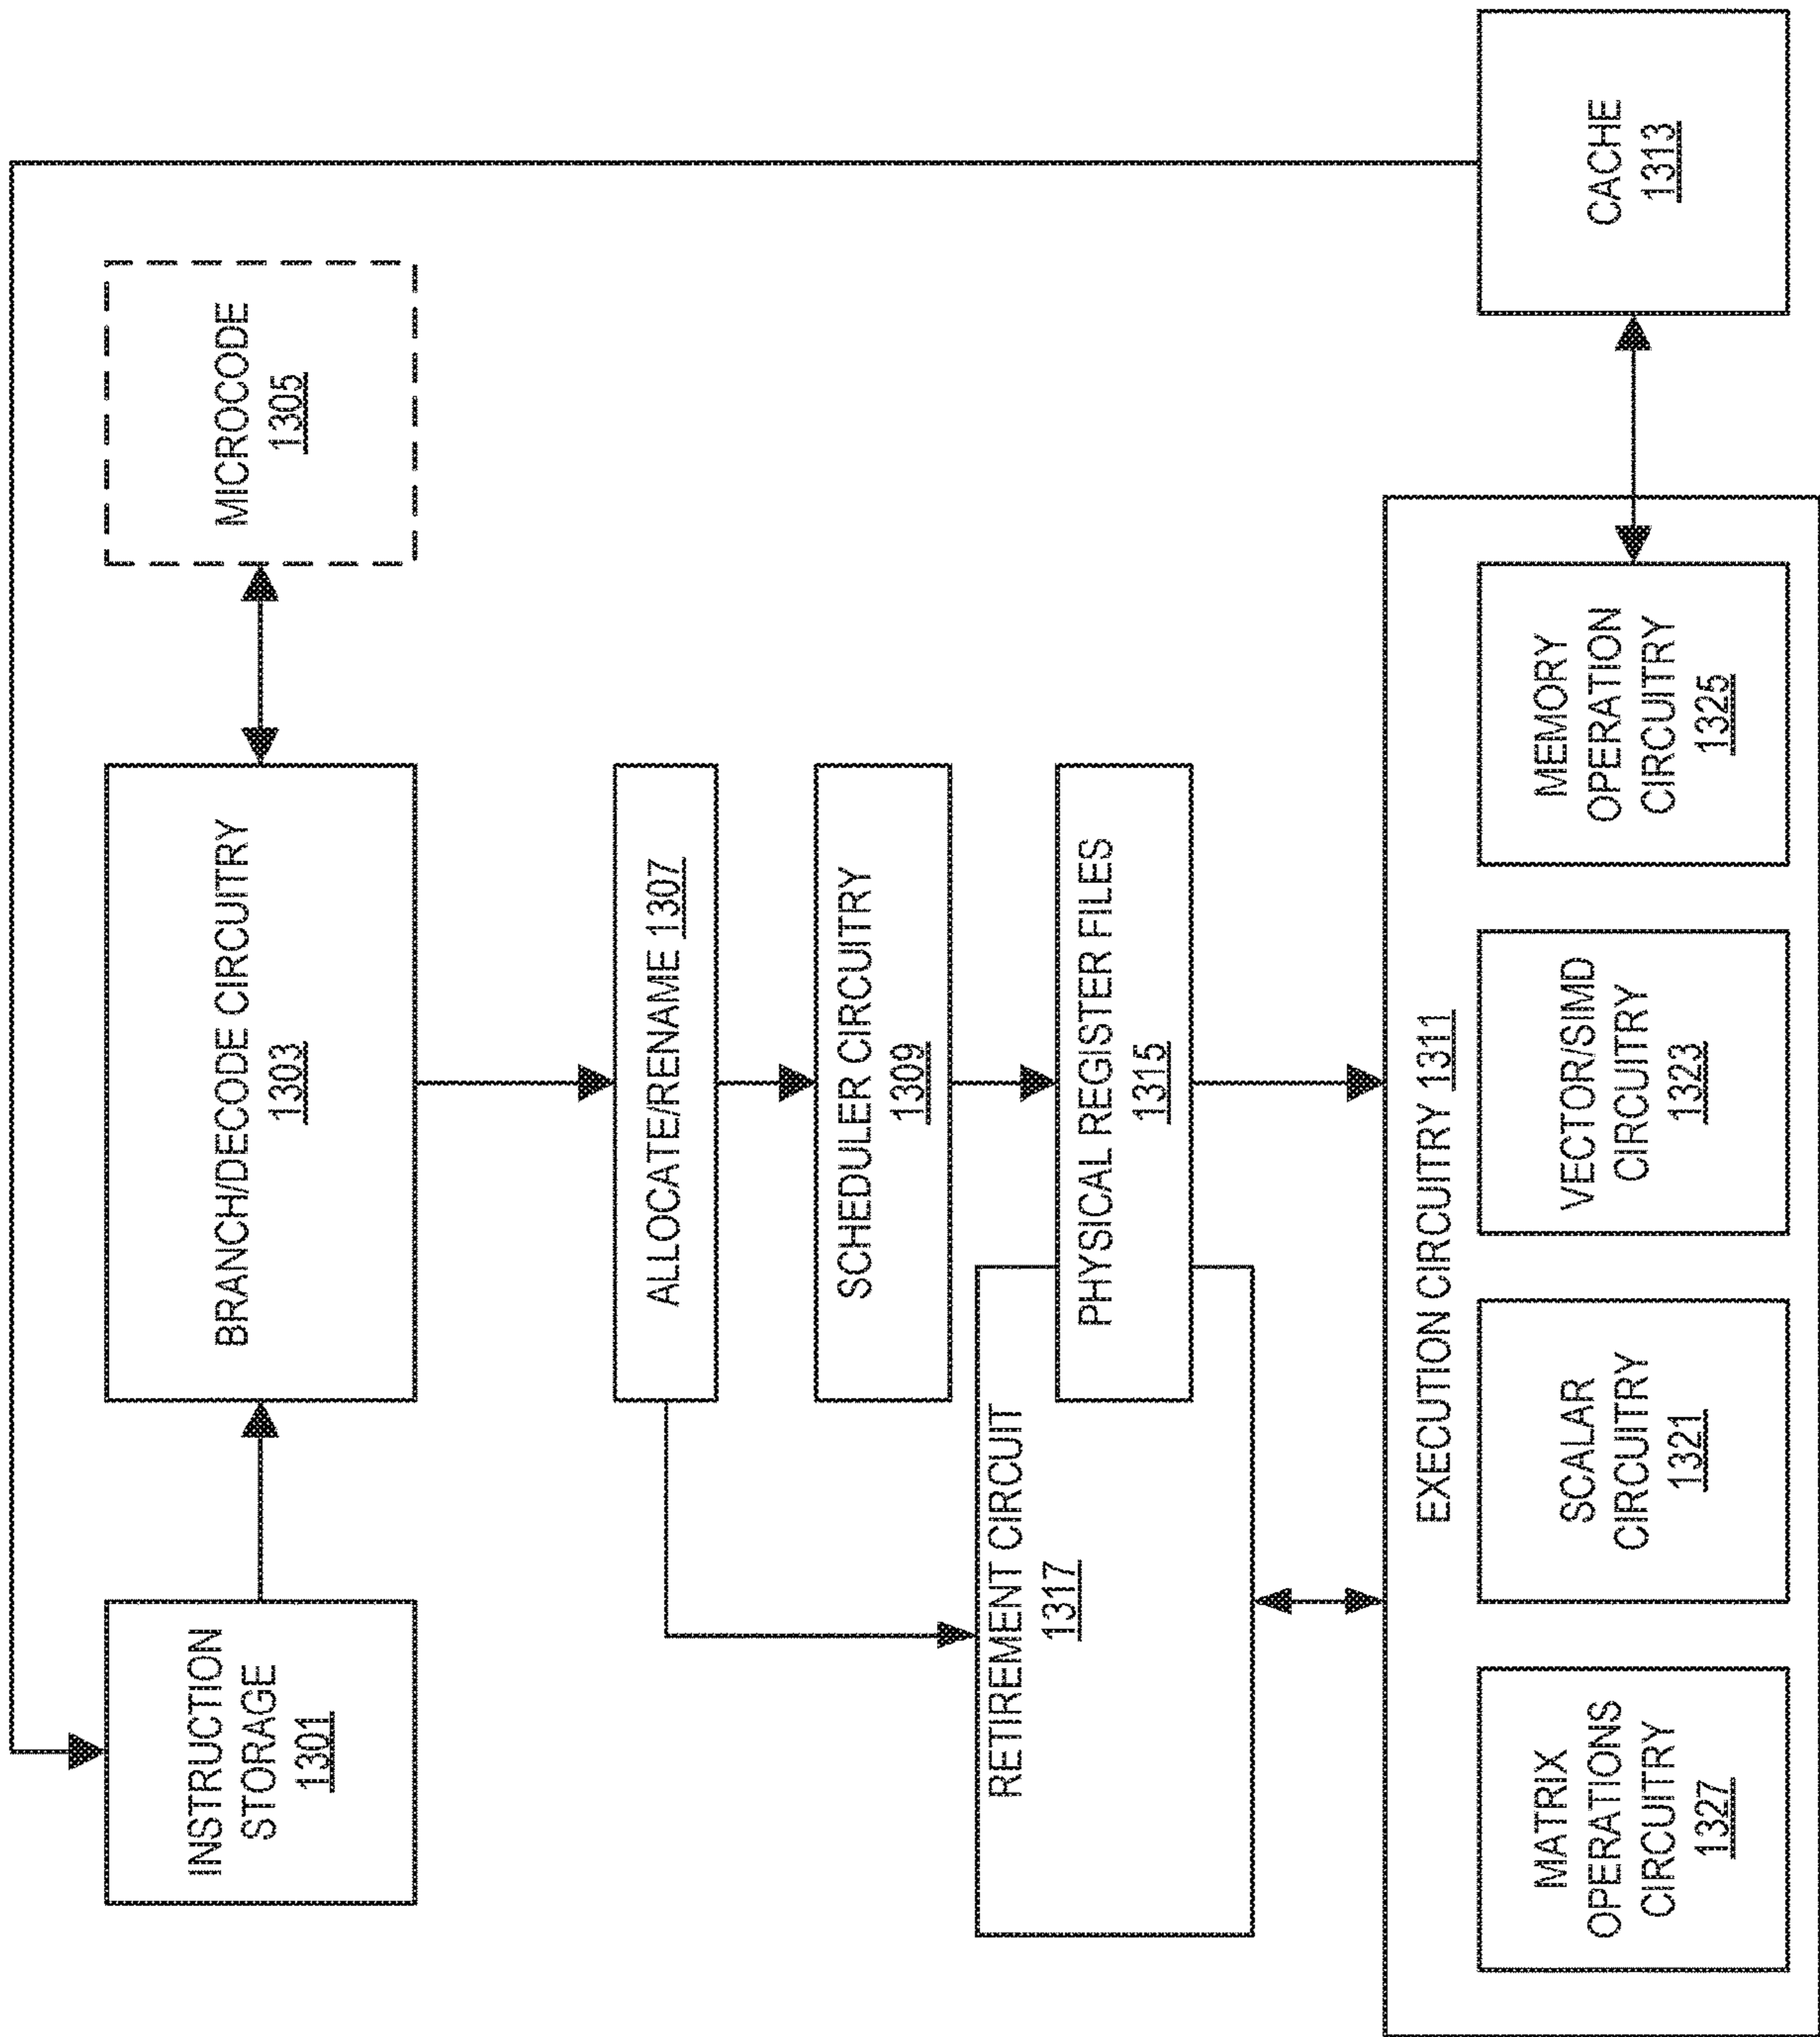 INSTRUCTION
STORAGE
1301
BRANCH/DECODE CIRCUITRY
1303
MICROCODE
1305
ALLOCATE/RENAME 1307
SCHEDULER CIRCUITRY
1309
RETIREMENT CIRCUIT
1317
PHYSICAL REGISTER FILES
1315
EXECUTION CIRCUITRY 1311
MATRIX
OPERATIONS
CIRCUITRY
1327
SCALAR
CIRCUITRY
1321
VECTOR/SIMD
CIRCUITRY
1323
MEMORY
OPERATION
CIRCUITRY
1325
CACHE
1313